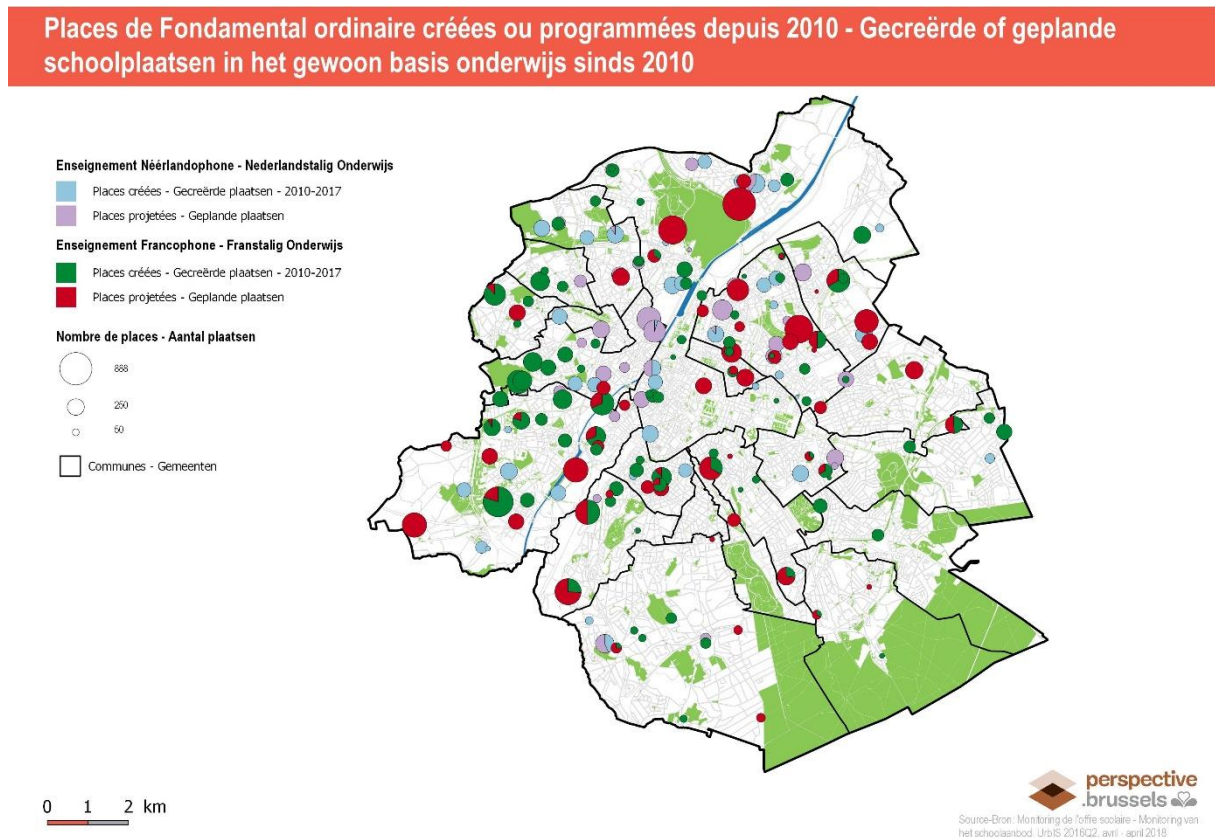 Places de Fondamental ordinaire créées ou programmées depuis 2010 - Gecreërde of geplande
schoolplaatsen in het gewoon basis onderwijs sinds 2010
Enseignement Néérlandophone - Nederlandstalig Onderwijs
Places créées - Gecreërde plaatsen - 2010-2017
Places projetées - Geplande plaatsen
Enseignement Francophone - Franstalig Onderwijs
Places créées - Gecreërde plaatsen - 2010-2017
Places projetées - Geplande plaatsen
Nombre de places - Aantal plaatsen
888
250
50
Communes - Gemeenten
0 1 2 km
perspective
.brussels
Source-Bron: Monitoring de l'offre scolaire - Monitoring van
het schoolaanbod. UrbIS 2016Q2, avril - april 2018